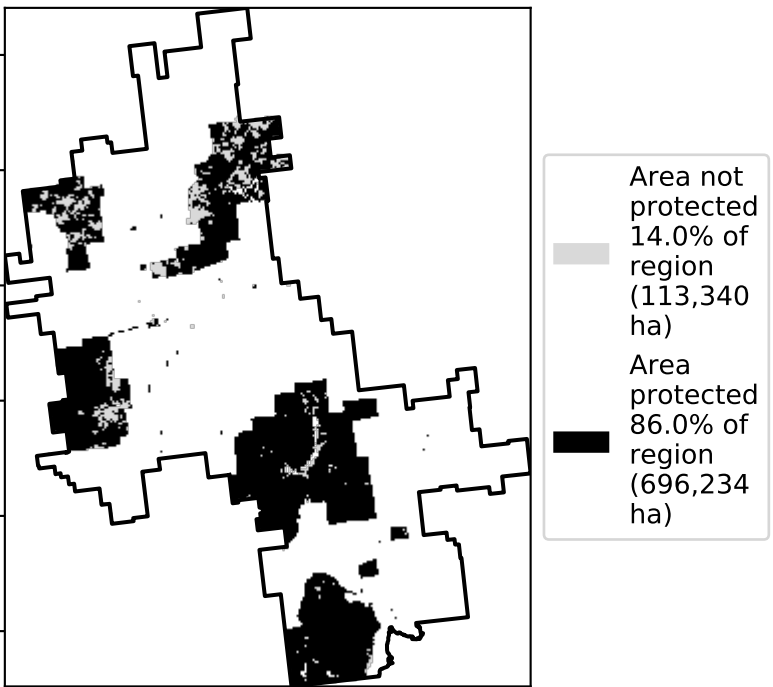 Area not
protected
14.0% of
region
(113,340
ha)
Area
protected
86.0% of
region
(696,234
ha)